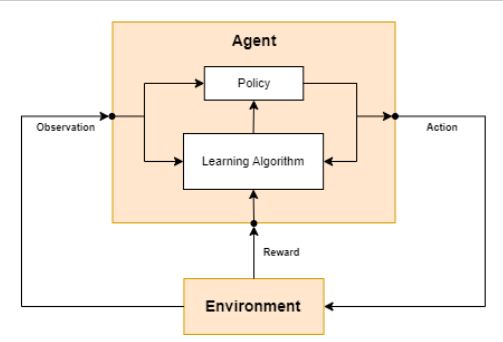 Agent
Policy
Observation
Action
Learning Algorithm
Reward
Environment